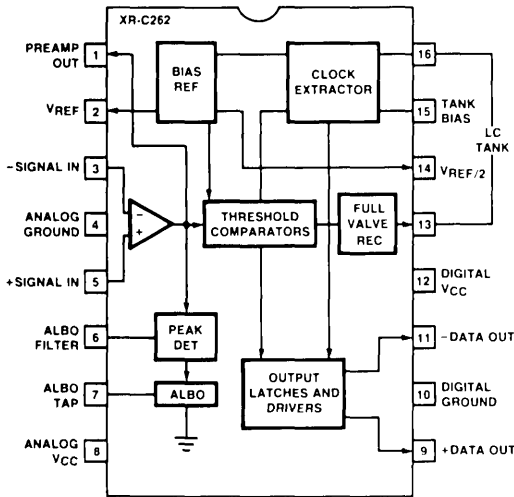 XR-C262
PREAMP
OUT
1
VREF
2
-SIGNAL IN
3
ANALOG
GROUND
4
+SIGNAL IN
5
ALBO
FILTER
6
ALBO
TAP
7
ANALOG
VCC
8
BIAS
REF
CLOCK
EXTRACTOR
-
+
THRESHOLD
COMPARATORS
FULL
VALVE
REC
PEAK
DET
ALBO
OUTPUT
LATCHES AND
DRIVERS
16
15
TANK
BIAS
LC
TANK
14
VREF/2
13
12
DIGITAL
VCC
11
-DATA OUT
10
DIGITAL
GROUND
9
+DATA OUT